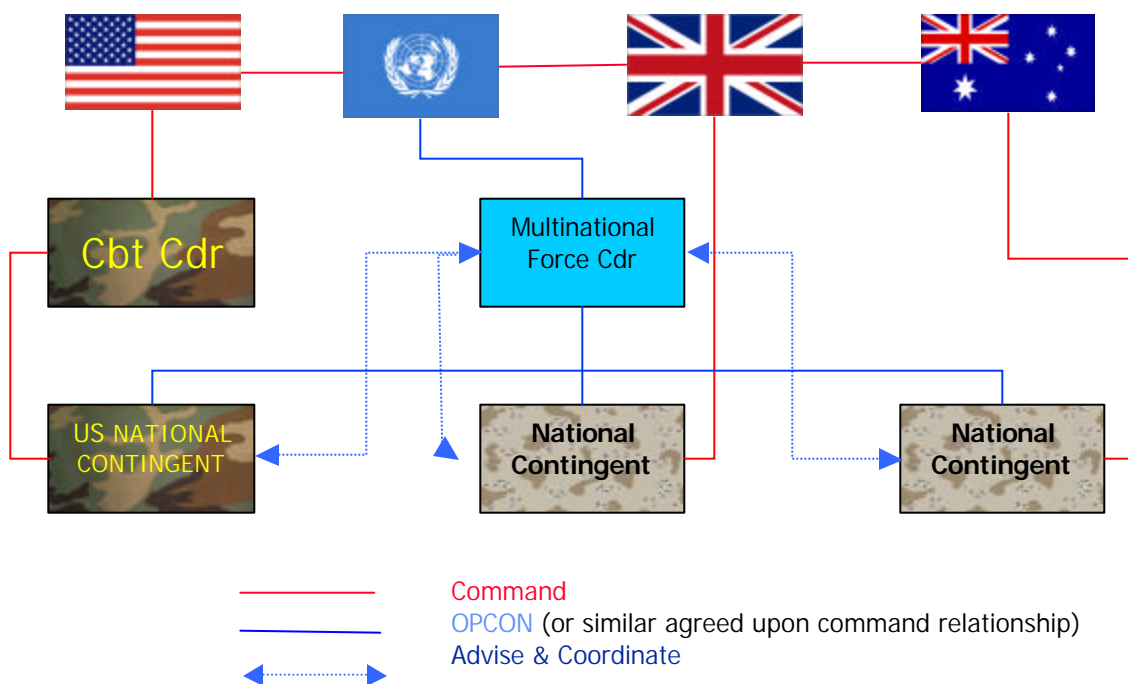 Cbt Cdr
Multinational
Force Cdr
US NATIONAL
CONTINGENT
National
Contingent
National
Contingent
Command
OPCON (or similar agreed upon command relationship)
Advise & Coordinate